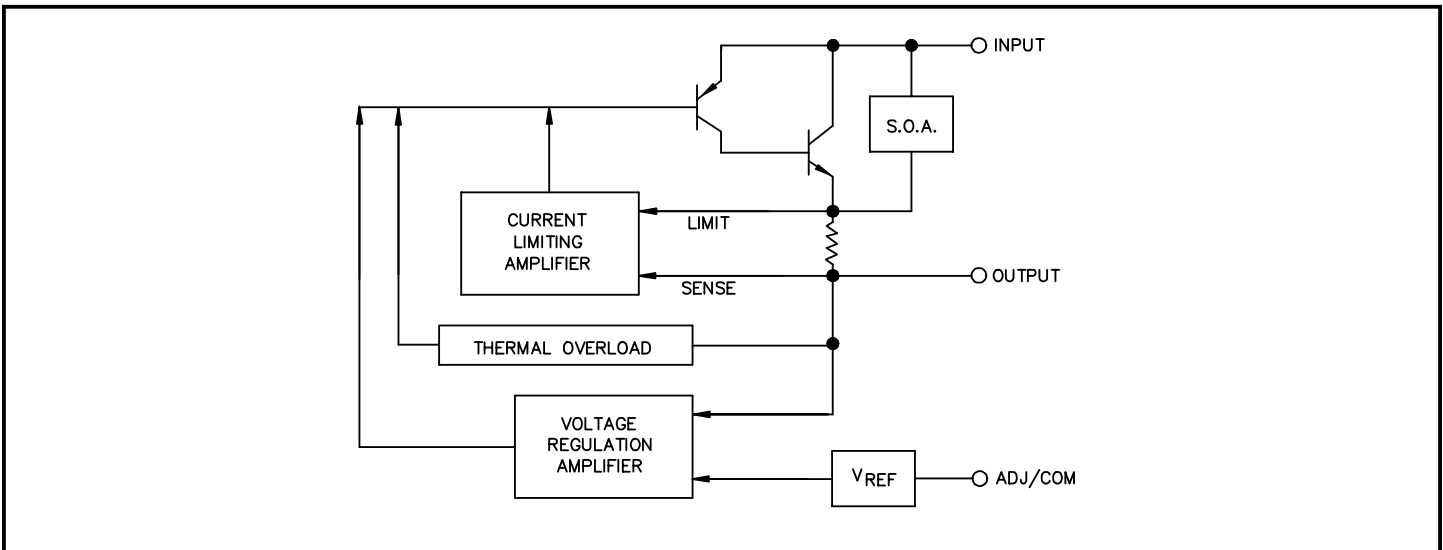 INPUT
S.O.A.
CURRENT
LIMITING
AMPLIFIER
LIMIT
SENSE
OUTPUT
THERMAL OVERLOAD
VOLTAGE
REGULATION
AMPLIFIER
VREF
ADJ/COM